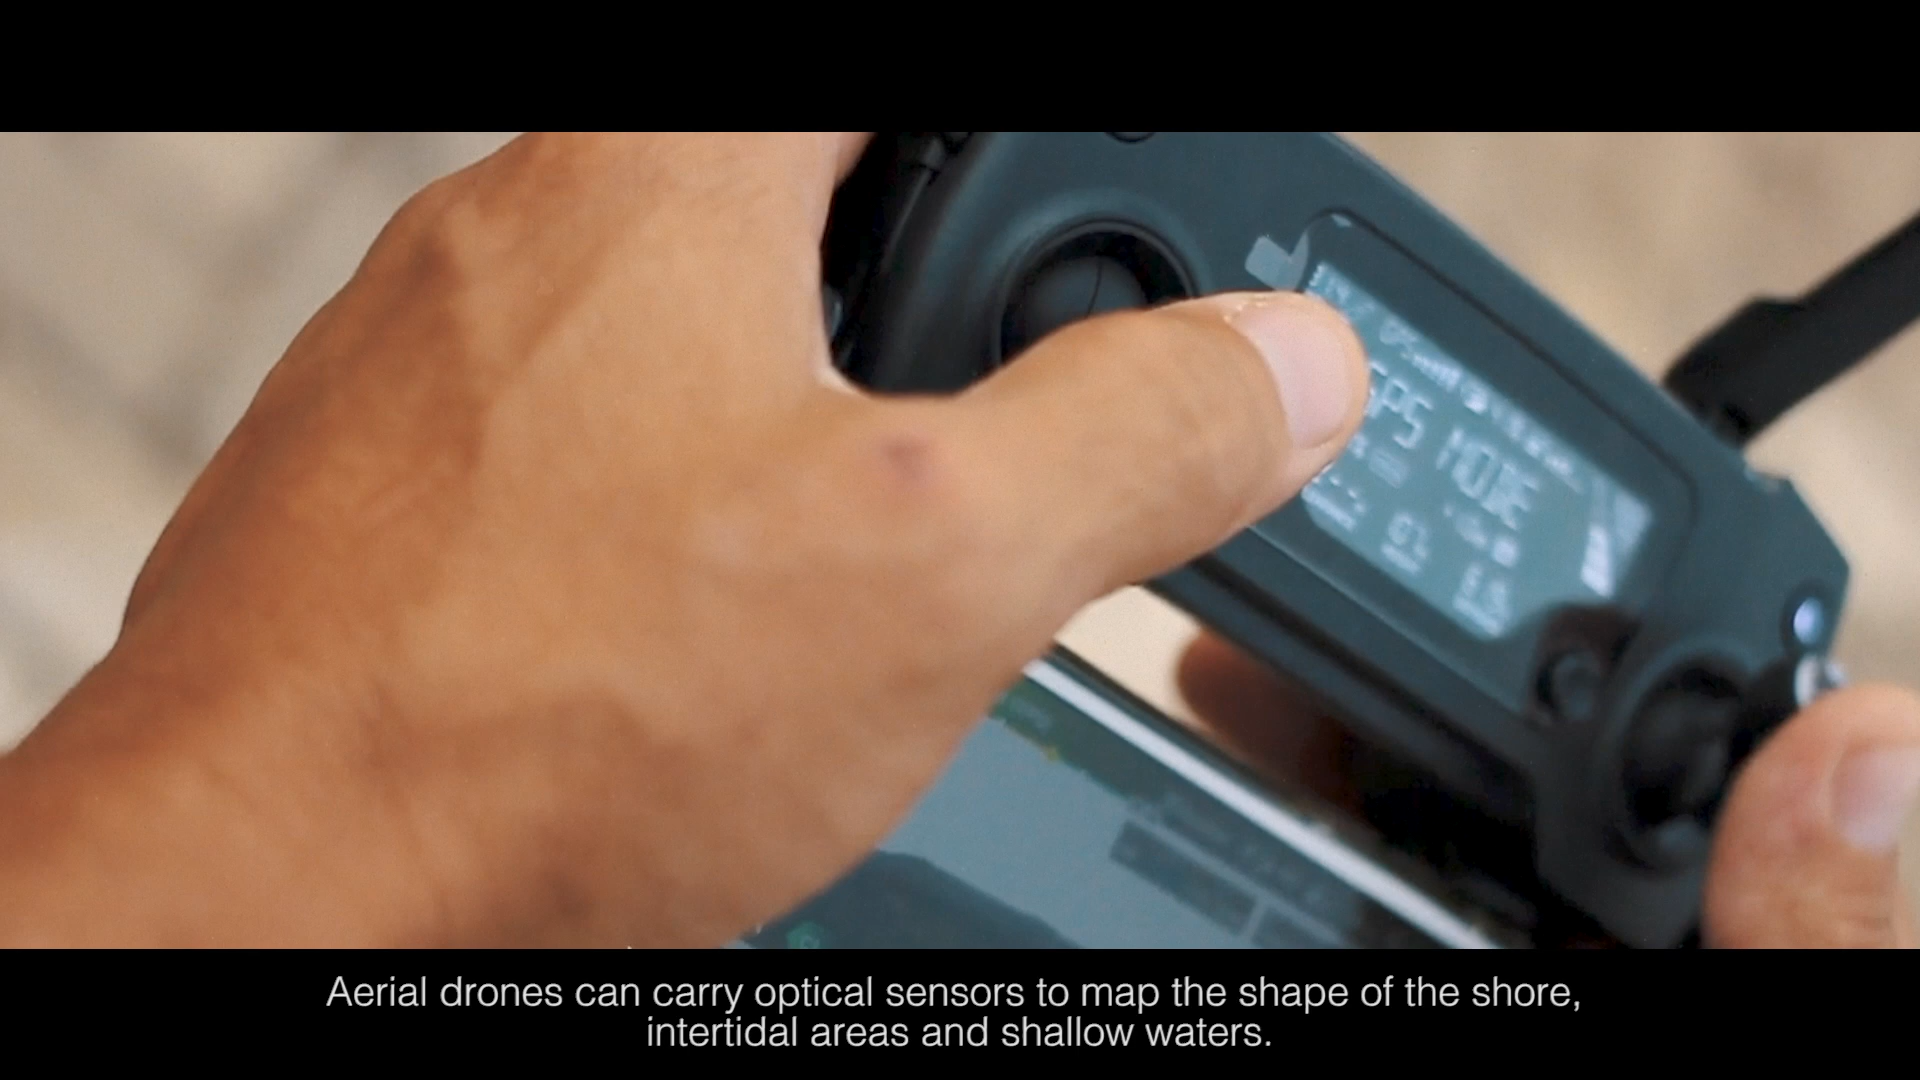 GPS MODE
Aerial drones can carry optical sensors to map the shape of the shore,
intertidal areas and shallow waters.